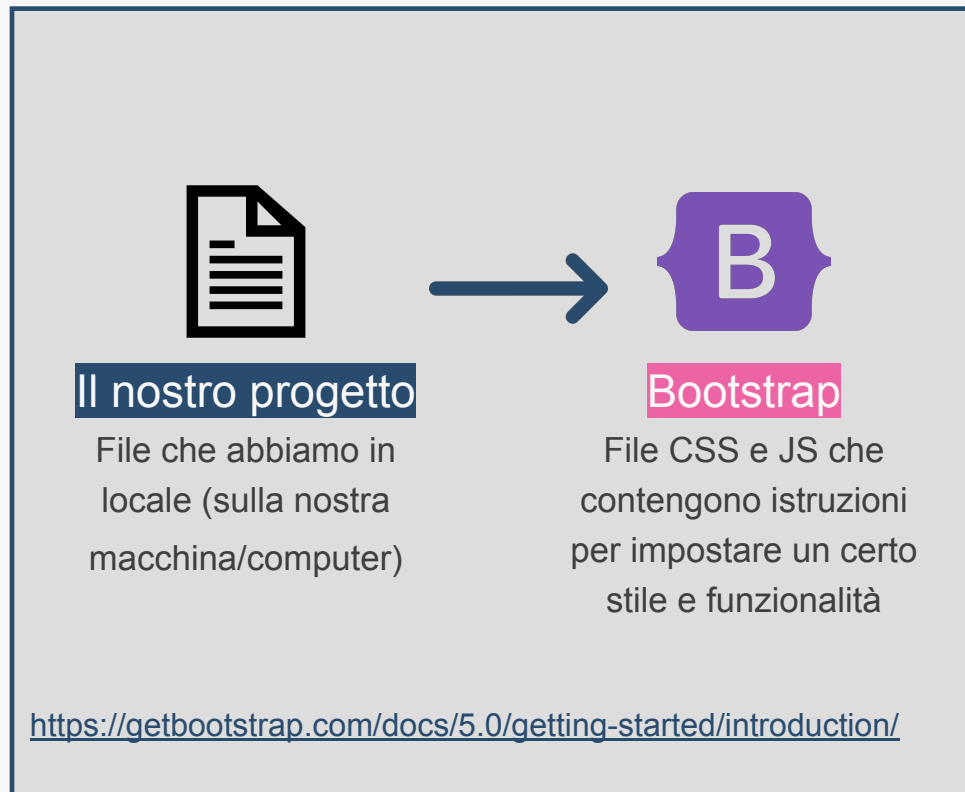 B
Il nostro progetto
File che abbiamo in
locale (sulla nostra
macchina/computer)
Bootstrap
File CSS e JS che
contengono istruzioni
per impostare un certo
stile e funzionalità
https://getbootstrap.com/docs/5.0/getting-started/introduction/